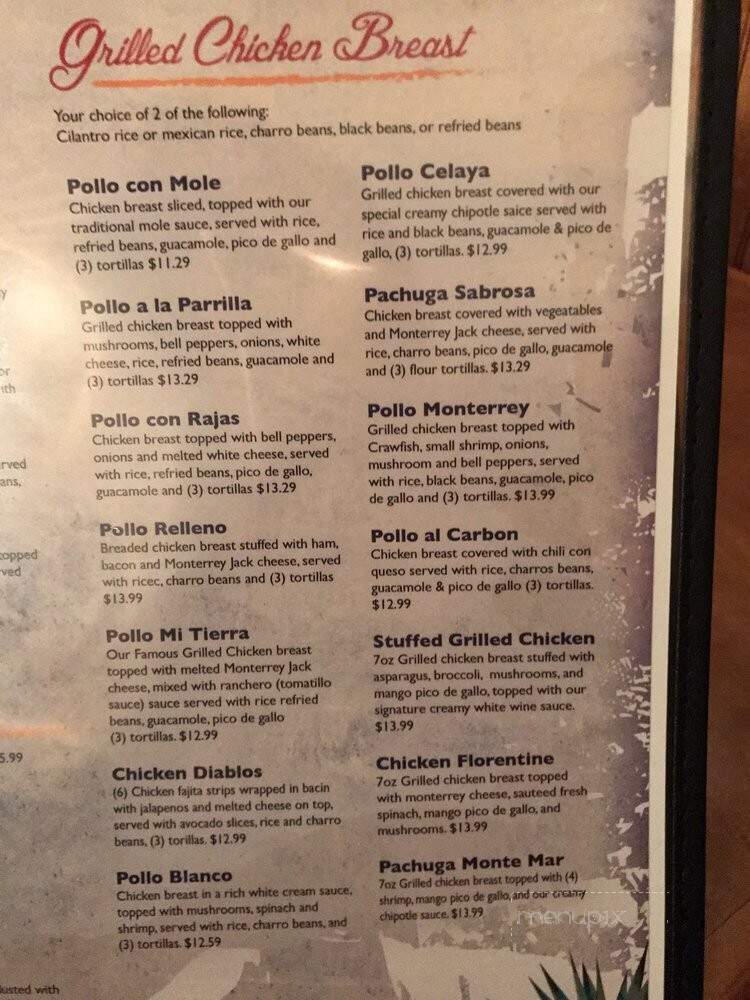 Grilled Chicken Breast
Your choice of 2 of the following:
Cilantro rice or mexican rice, charro beans, black beans, or refried beans
Pollo con Mole
Chicken breast sliced, topped with our
traditional mole sauce, served with rice,
refried beans, guacamole, pico de gallo and
(3) tortillas $11.29
Pollo a la Parrilla
Grilled chicken breast topped with
mushrooms, bell peppers, onions, white
cheese, rice, refried beans, guacamole and
(3) tortillas $13.29
Pollo con Rajas
Chicken breast topped with bell peppers,
onions and melted white cheese, served
with rice, refried beans, pico de gallo,
guacamole and (3) tortillas $13.29
Pollo Relleno
Breaded chicken breast stuffed with ham,
bacon and Monterrey Jack cheese, served
with ricec, charro beans and (3) tortillas
$13.99
Pollo Mi Tierra
Our Famous Grilled Chicken breast
topped with melted Monterrey Jack
cheese, mixed with ranchero (tomatillo
sauce) sauce served with rice refried
beans, guacamole, pico de gallo
(3) tortillas. $12.99
Chicken Diablos
(6) Chicken fajita strips wrapped in bacin
with jalapenos and melted cheese on top,
served with avocado slices, rice and charro
beans, (3) torillas. $12.99
Pollo Blanco
Chicken breast in a rich white cream sauce,
topped with mushrooms, spinach and
shrimp, served with rice, charro beans, and
(3) tortillas. $12.59
Pollo Celaya
Grilled chicken breast covered with our
special creamy chipotle saice served with
rice and black beans, guacamole & pico de
gallo, (3) tortillas. $12.99
Pachuga Sabrosa
Chicken breast covered with vegeatables
and Monterrey Jack cheese, served with
rice, charro beans, pico de gallo, guacamole
and (3) flour tortillas. $13.29
Pollo Monterrey
Grilled chicken breast topped with
Crawfish, small shrimp, onions,
mushroom and bell peppers, served
with rice, black beans, guacamole, pico
de gallo and (3) tortillas. $13.99
Pollo al Carbon
Chicken breast covered with chili con
queso served with rice, charros beans,
guacamole & pico de gallo (3) tortillas.
$12.99
Stuffed Grilled Chicken
7oz Grilled chicken breast stuffed with
asparagus, broccoli, mushrooms, and
mango pico de gallo, topped with our
signature creamy white wine sauce.
$13.99
Chicken Florentine
7oz Grilled chicken breast topped
with monterrey cheese, sauteed fresh
spinach, mango pico de gallo, and
mushrooms. $13.99
Pachuga Monte Mar
7oz Grilled chicken breast topped with (4)
shrimp, mango pico de gallo, and our creamy
chipotle sauce. $13.99
menupix